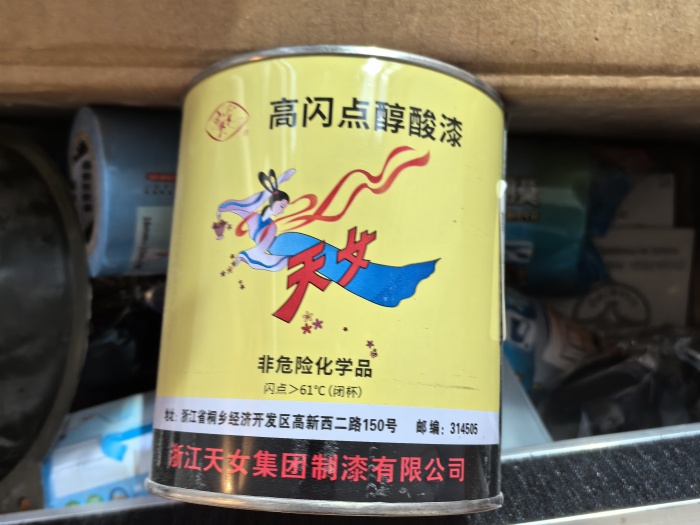 高闪点醇酸漆
天女
非危险化学品
闪点＞61℃(闭杯)
地址：浙江省桐乡经济开发区高新西二路150号 邮编：314505
浙江天女集团制漆有限公司